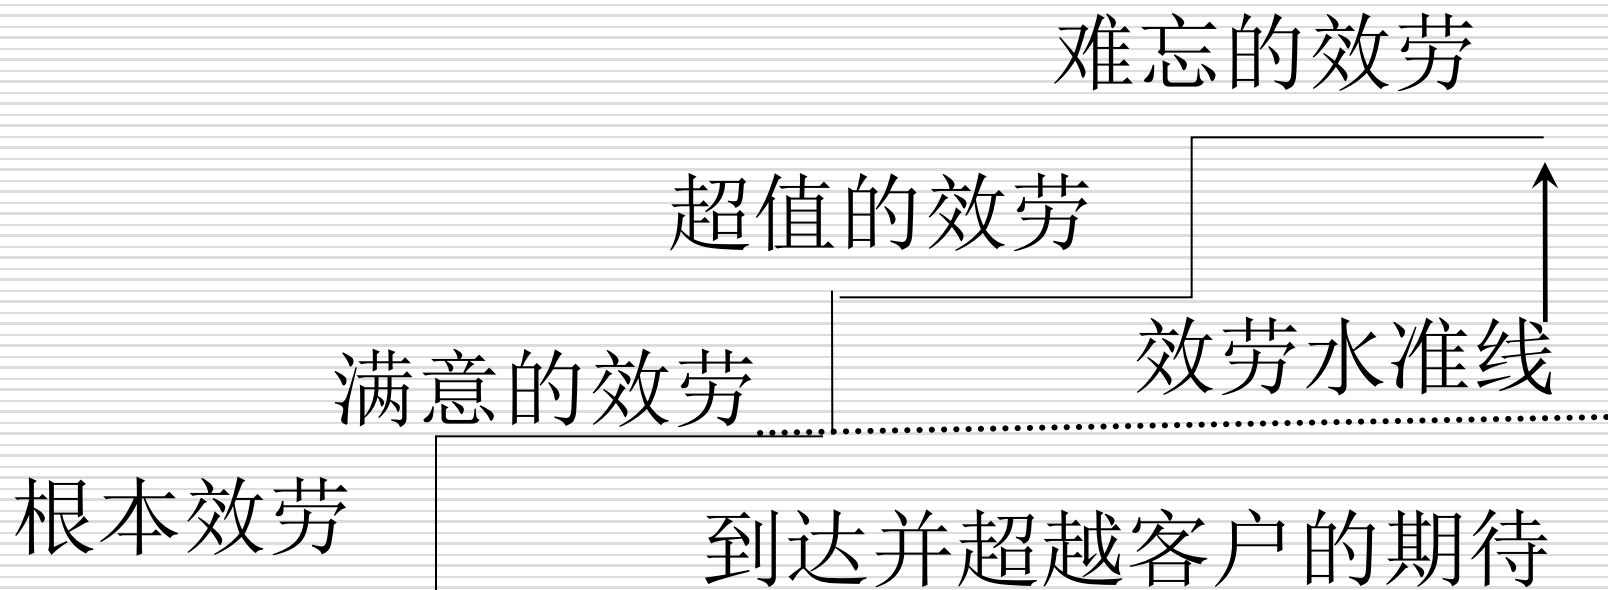 难忘的效劳
超值的效劳
效劳水准线
满意的效劳
根本效劳
到达并超越客户的期待